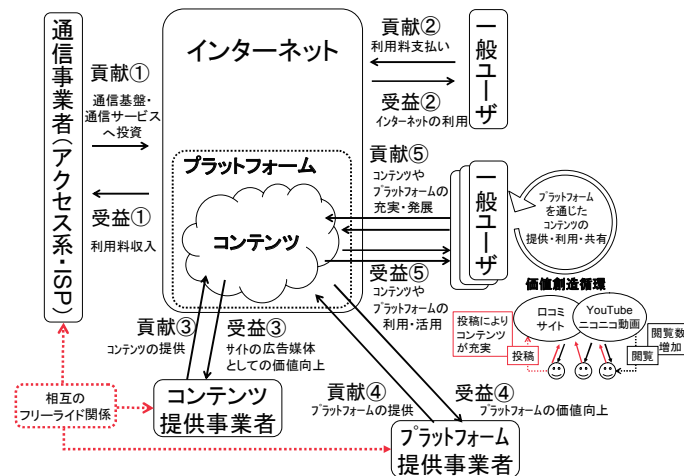 通信事業者(アクセス系・ISP)
インターネット
貢献①
通信基盤・
通信サービス
へ投資
受益①
利用料収入
貢献②
利用料支払い
受益②
インターネットの利用
一般ユーザ
プラットフォーム
コンテンツ
貢献⑤
コンテンツや
プラットフォームの
充実・発展
受益⑤
コンテンツや
プラットフォームの
利用・活用
一般ユーザ
プラットフォーム
を通じた
コンテンツの
提供・利用・共有
価値創造循環
口コミ
サイト
YouTube
ニコニコ動画
投稿により
コンテンツ
が充実
投稿
閲覧数
増加
閲覧
貢献③
コンテンツの提供
受益③
サイトの広告媒体
としての価値向上
貢献④
プラットフォームの提供
受益④
プラットフォームの価値向上
相互の
フリーライド関係
コンテンツ
提供事業者
プラットフォーム
提供事業者